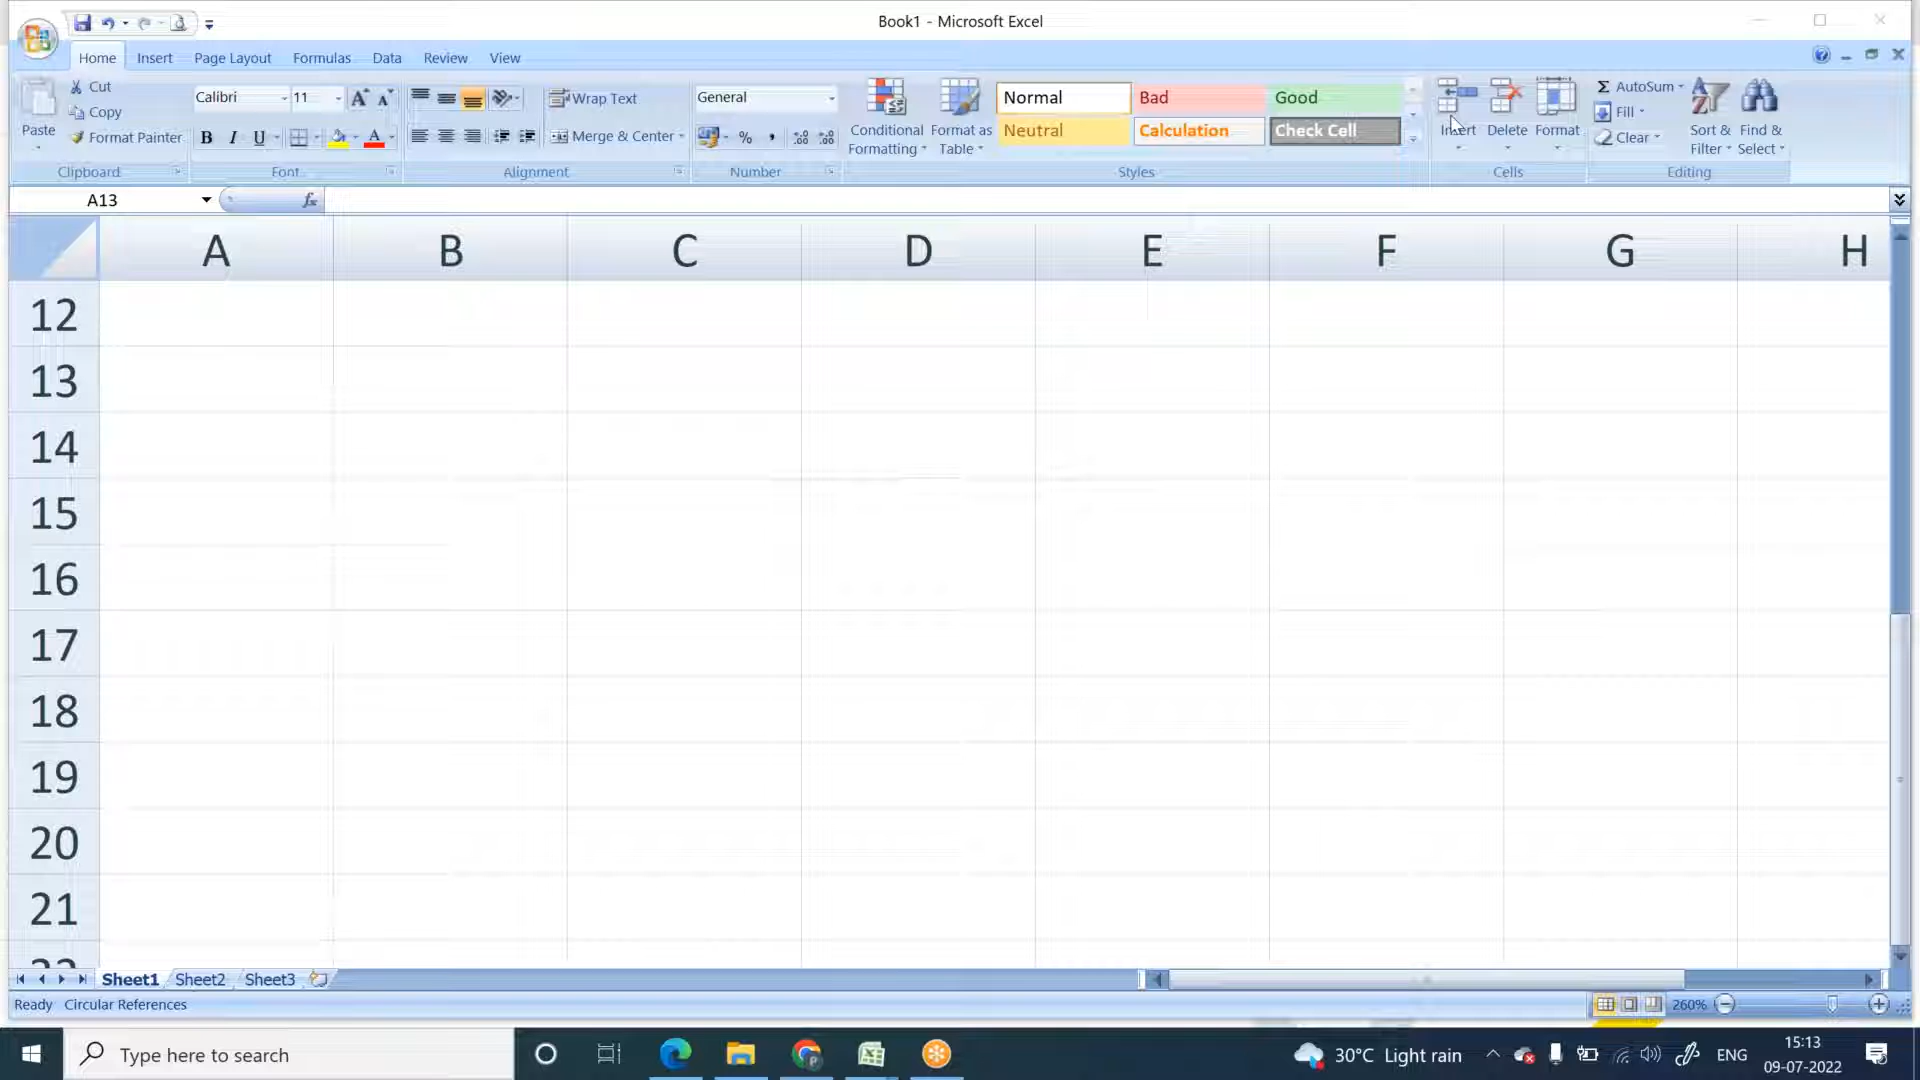 Book1 - Microsoft Excel
Home Insert Page Layout Formulas Data Review View
Paste
Cut
Copy
Format Painter
Clipboard
Calibri 11
B I U
Font
Wrap Text
Merge & Center
Alignment
General
%
Number
Conditional Formatting
Format as Table
Normal Bad Good
Neutral Calculation Check Cell
Styles
Insert Delete Format
Cells
Σ AutoSum
Fill
Clear
Sort & Filter
Find & Select
Editing
A13 fx
A B C D E F G H
12
13
14
15
16
17
18
19
20
21
22
Sheet1 Sheet2 Sheet3
Ready Circular References 260%
Type here to search
30°C Light rain ENG
15:13
09-07-2022